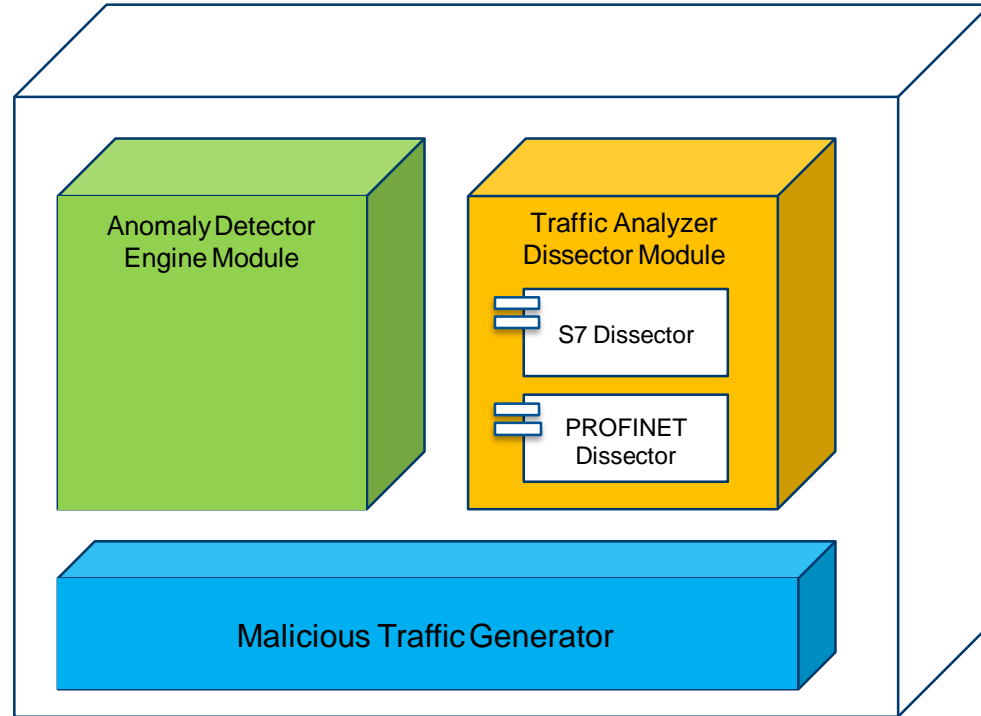 Anomaly Detector
Engine Module
Traffic Analyzer
Dissector Module
S7 Dissector
PROFINET
Dissector
Malicious Traffic Generator